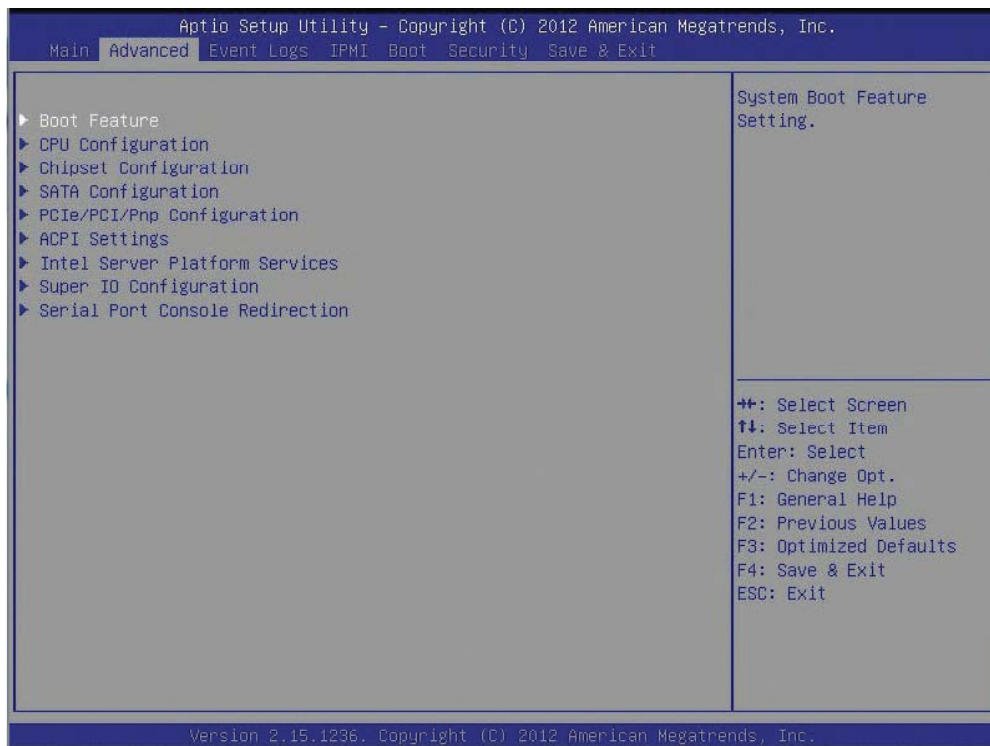 Aptio Setup Utility – Copyright (C) 2012 American Megatrends, Inc.
Main Advanced Event Logs IPMI Boot Security Save & Exit
▶ Boot Feature
▶ CPU Configuration
▶ Chipset Configuration
▶ SATA Configuration
▶ PCIe/PCI/Pnp Configuration
▶ ACPI Settings
▶ Intel Server Platform Services
▶ Super IO Configuration
▶ Serial Port Console Redirection
System Boot Feature
Setting.
→←: Select Screen
↑↓: Select Item
Enter: Select
+/-: Change Opt.
F1: General Help
F2: Previous Values
F3: Optimized Defaults
F4: Save & Exit
ESC: Exit
Version 2.15.1236. Copyright (C) 2012 American Megatrends, Inc.